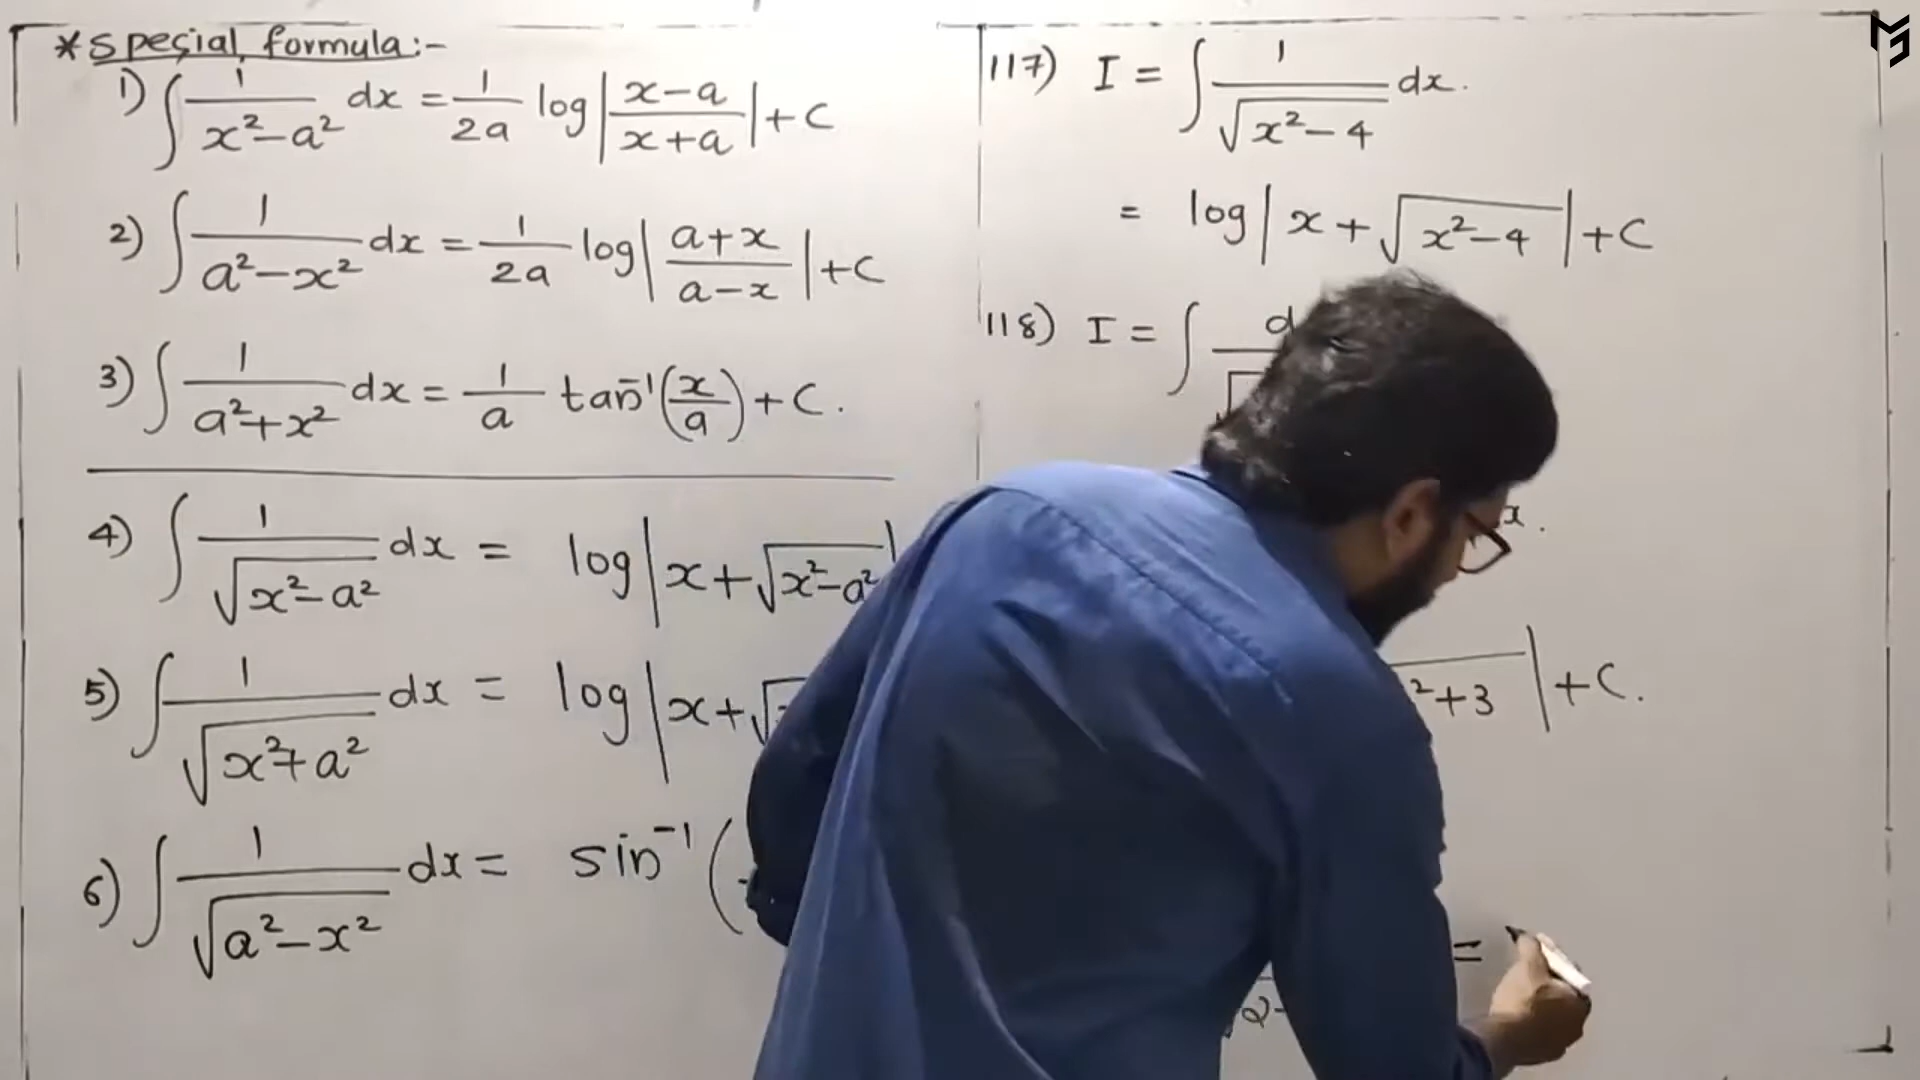 *Special formula:-
1) ∫ 1/(x²-a²) dx = 1/2a log|(x-a)/(x+a)| + C
2) ∫ 1/(a²-x²) dx = 1/2a log|(a+x)/(a-x)| + C
3) ∫ 1/(a²+x²) dx = 1/a tan⁻¹(x/a) + C.
4) ∫ 1/√(x²-a²) dx = log|x+√x²-a²
5) ∫ 1/√(x²+a²) dx = log|x+√
6) ∫ 1/√(a²-x²) dx = sin⁻¹(
117) I = ∫ 1/√(x²-4) dx.
= log|x+√(x²-4)| + C
118) I = ∫ d
x.
²+3| + C.
=
√2-